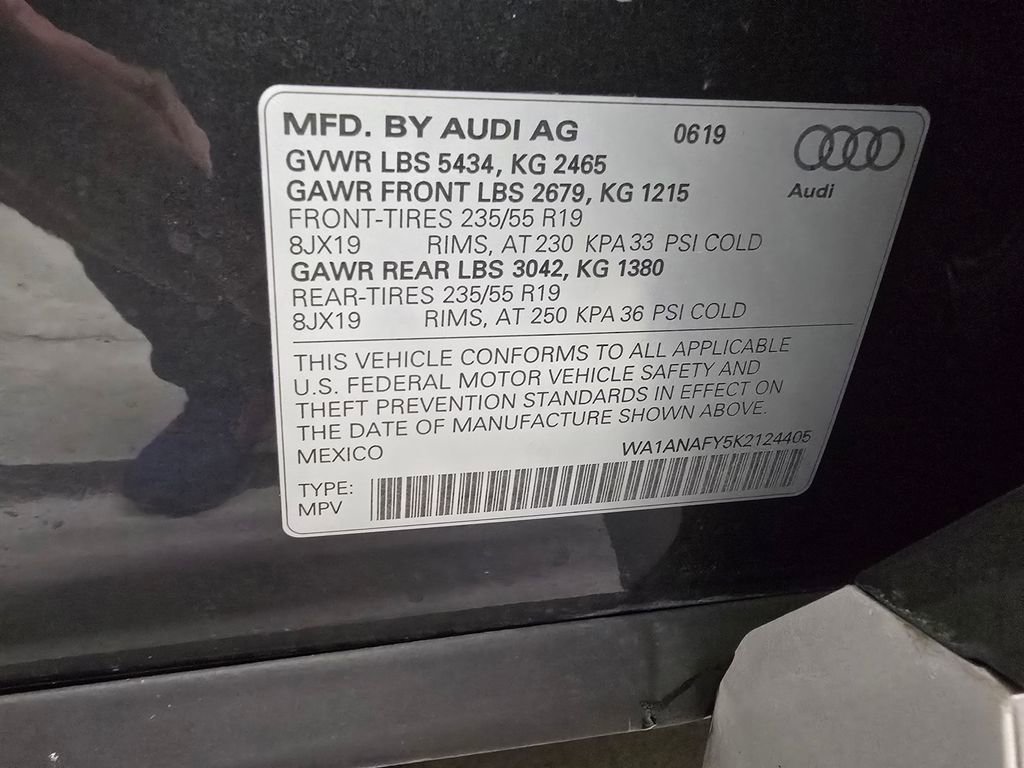 MFD. BY AUDI AG 0619
Audi
GVWR LBS 5434, KG 2465
GAWR FRONT LBS 2679, KG 1215
FRONT-TIRES 235/55 R19
8JX19 RIMS, AT 230 KPA 33 PSI COLD
GAWR REAR LBS 3042, KG 1380
REAR-TIRES 235/55 R19
8JX19 RIMS, AT 250 KPA 36 PSI COLD
THIS VEHICLE CONFORMS TO ALL APPLICABLE
U.S. FEDERAL MOTOR VEHICLE SAFETY AND
THEFT PREVENTION STANDARDS IN EFFECT ON
THE DATE OF MANUFACTURE SHOWN ABOVE.
MEXICO WA1ANAFY5K2124405
TYPE:
MPV